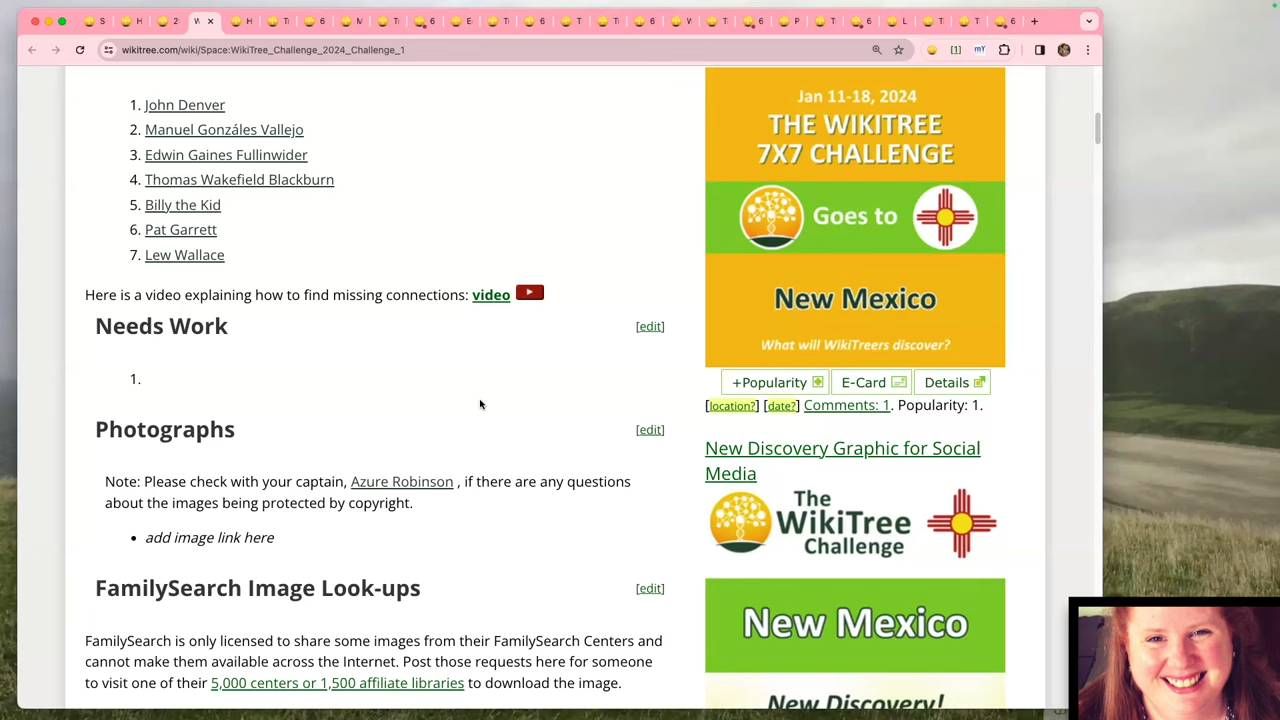 wikitree.com/wiki/Space:WikiTree_Challenge_2024_Challenge_1
1. John Denver
2. Manuel Gonzáles Vallejo
3. Edwin Gaines Fullinwider
4. Thomas Wakefield Blackburn
5. Billy the Kid
6. Pat Garrett
7. Lew Wallace
Here is a video explaining how to find missing connections: video
Needs Work [edit]
1.
Photographs [edit]
Note: Please check with your captain, Azure Robinson , if there are any questions
about the images being protected by copyright.
• add image link here
FamilySearch Image Look-ups [edit]
FamilySearch is only licensed to share some images from their FamilySearch Centers and
cannot make them available across the Internet. Post those requests here for someone
to visit one of their 5,000 centers or 1,500 affiliate libraries to download the image.
Jan 11-18, 2024
THE WIKITREE
7X7 CHALLENGE
Goes to
New Mexico
What will WikiTreers discover?
+Popularity E-Card Details
[location?] [date?] Comments: 1. Popularity: 1.
New Discovery Graphic for Social
Media
The
WikiTree
Challenge
New Mexico
New Discovery!